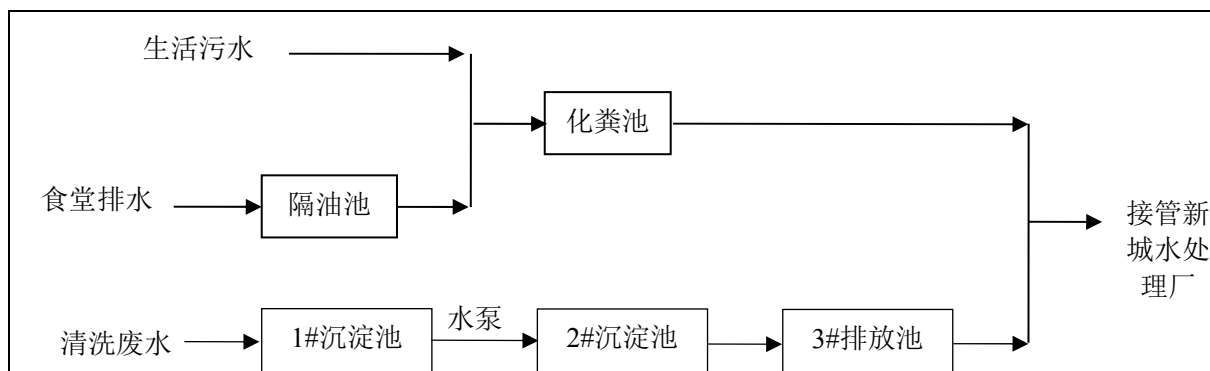 生活污水
化粪池
食堂排水
隔油池
接管新
城水处
理厂
清洗废水
1#沉淀池
水泵
2#沉淀池
3#排放池